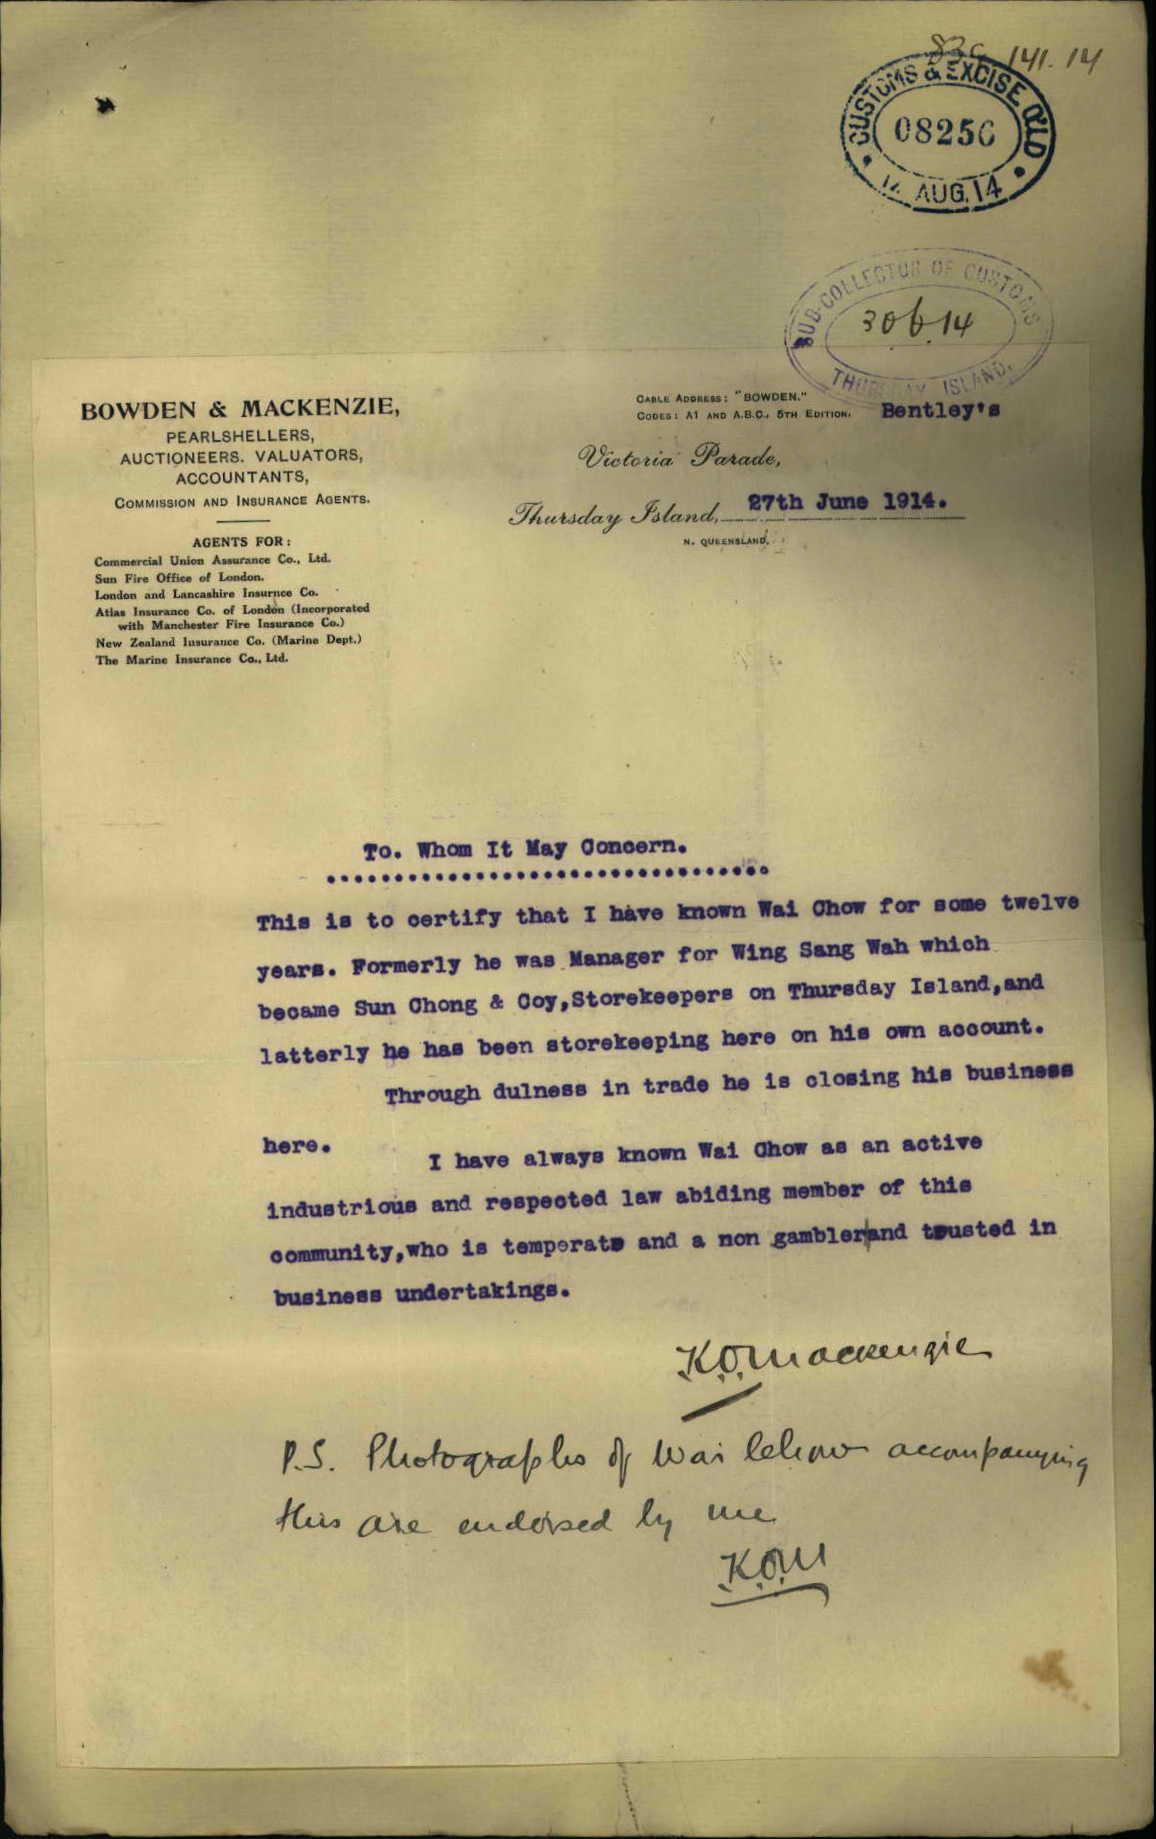 141.14
CUSTOMS & EXCISE QLD
08256
AUG. 14
SUB-COLLECTOR OF CUSTOMS
30 6 14
THURSDAY ISLAND.
BOWDEN & MACKENZIE,
PEARLSHELLERS,
AUCTIONEERS. VALUATORS,
ACCOUNTANTS,
COMMISSION AND INSURANCE AGENTS.
AGENTS FOR:
Commercial Union Assurance Co., Ltd.
Sun Fire Office of London.
London and Lancashire Insurnce Co.
Atlas Insurance Co. of London (Incorporated
with Manchester Fire Insurance Co.)
New Zealand Insurance Co. (Marine Dept.)
The Marine Insurance Co., Ltd.
CABLE ADDRESS: "BOWDEN."
CODES: A1 AND A.B.C., 5TH EDITION. Bentley's
Victoria Parade,
Thursday Island, 27th June 1914.
N. QUEENSLAND.
To. Whom It May Concern.
This is to certify that I have known Wai Chow for some twelve
years. Formerly he was Manager for Wing Sang Wah which
became Sun Chong & Coy,Storekeepers on Thursday Island,and
latterly he has been storekeeping here on his own account.
Through dulness in trade he is closing his business
here.
I have always known Wai Chow as an active
industrious and respected law abiding member of this
community,who is temperate and a non gambler and trusted in
business undertakings.
K.O. Mackenzie
P.S. Photographs of Wai Chow accompanying
this are endorsed by me
K.O.M